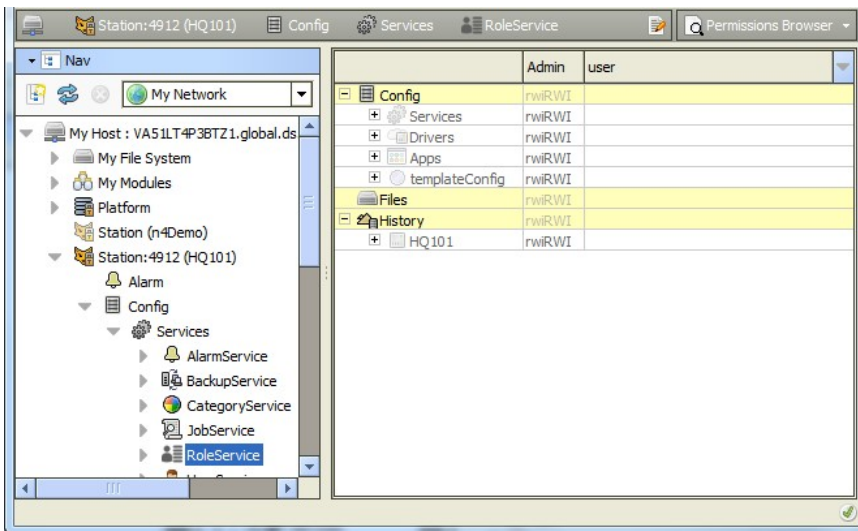 Station:4912 (HQ101) Config Services RoleService Permissions Browser
Nav
My Network
My Host : VA51LT4P3BTZ1.global.ds
My File System
My Modules
Platform
Station (n4Demo)
Station:4912 (HQ101)
Alarm
Config
Services
AlarmService
BackupService
CategoryService
JobService
RoleService
Admin user
Config rwiRWI
Services rwiRWI
Drivers rwiRWI
Apps rwiRWI
templateConfig rwiRWI
Files rwiRWI
History rwiRWI
HQ101 rwiRWI